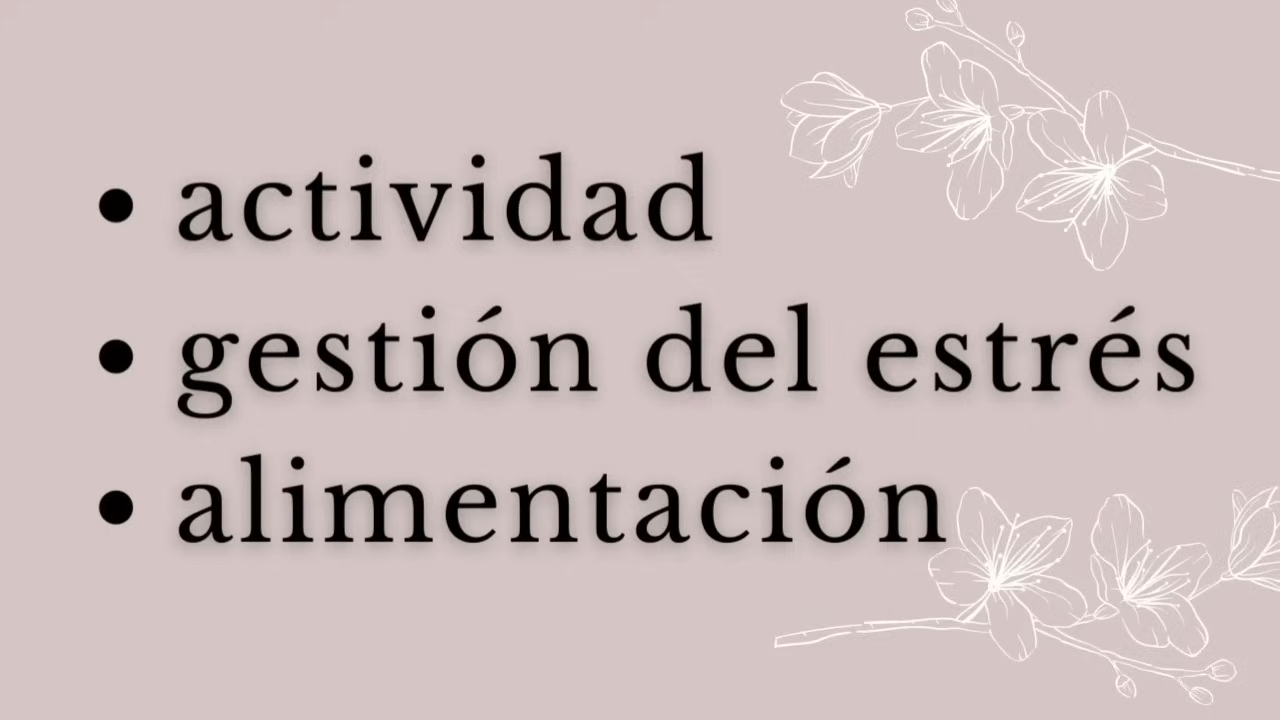 • actividad
• gestión del estrés
• alimentación